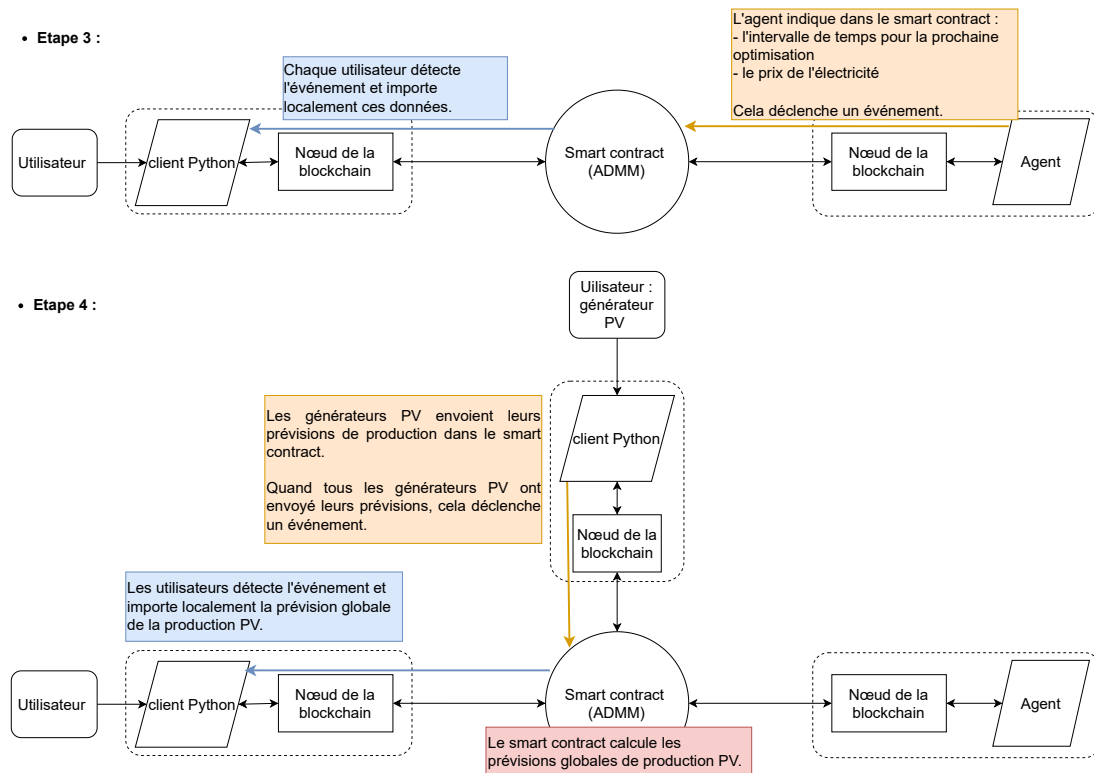 • Etape 3 :
L'agent indique dans le smart contract :
- l'intervalle de temps pour la prochaine
optimisation
- le prix de l'électricité
Cela déclenche un événement.
Chaque utilisateur détecte
l'événement et importe
localement ces données.
Utilisateur
client Python
Nœud de la
blockchain
Smart contract
(ADMM)
Nœud de la
blockchain
Agent
• Etape 4 :
Uilisateur :
générateur
PV
client Python
Nœud de la
blockchain
Les générateurs PV envoient leurs
prévisions de production dans le smart
contract.
Quand tous les générateurs PV ont
envoyé leurs prévisions, cela déclenche
un événement.
Les utilisateurs détecte l'événement et
importe localement la prévision globale
de la production PV.
Utilisateur
client Python
Nœud de la
blockchain
Smart contract
(ADMM)
Nœud de la
blockchain
Agent
Le smart contract calcule les
prévisions globales de production PV.